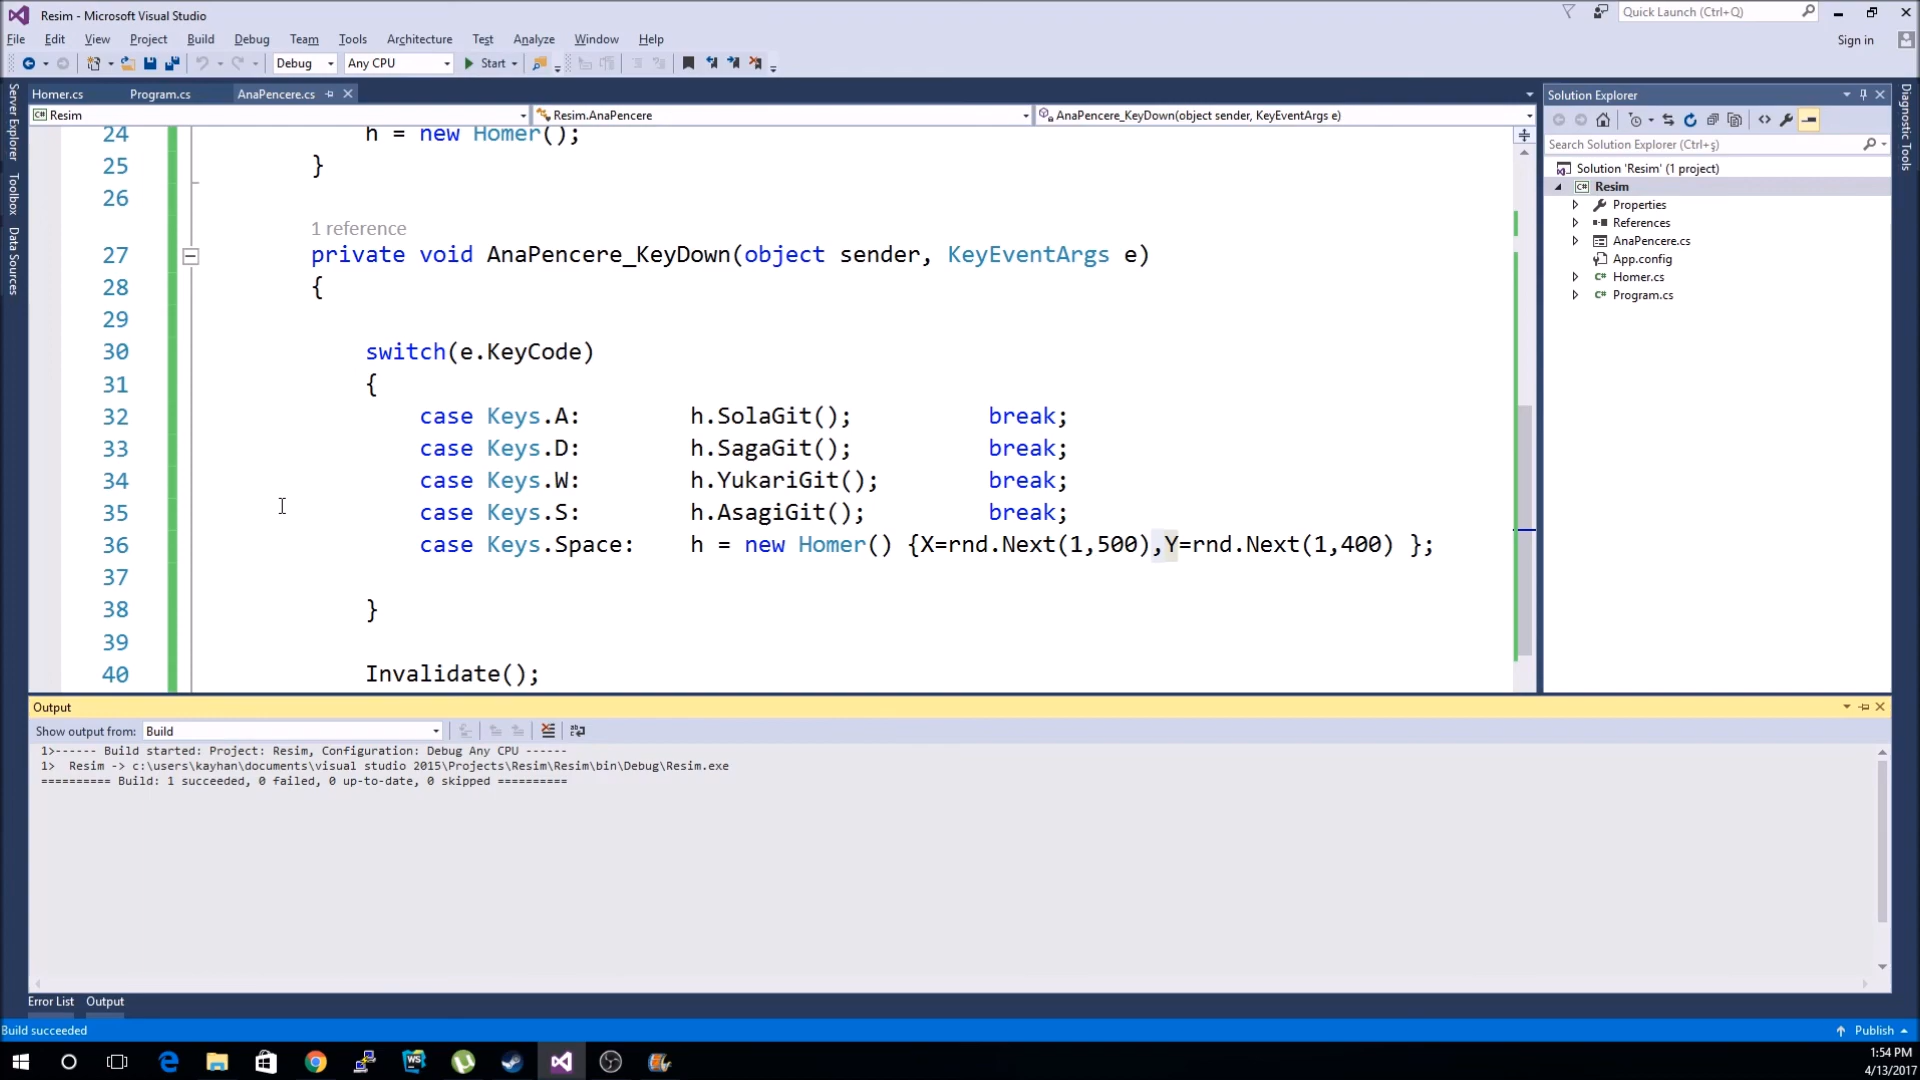 Resim - Microsoft Visual Studio
Quick Launch (Ctrl+Q)
File Edit View Project Build Debug Team Tools Architecture Test Analyze Window Help
Sign in
Debug Any CPU Start
Server Explorer
Toolbox
Data Sources
Homer.cs Program.cs AnaPencere.cs
Resim Resim.AnaPencere AnaPencere_KeyDown(object sender, KeyEventArgs e)
24 h = new Homer();
25 }
26
1 reference
27 private void AnaPencere_KeyDown(object sender, KeyEventArgs e)
28 {
29
30 switch(e.KeyCode)
31 {
32 case Keys.A: h.SolaGit(); break;
33 case Keys.D: h.SagaGit(); break;
34 case Keys.W: h.YukariGit(); break;
35 case Keys.S: h.AsagiGit(); break;
36 case Keys.Space: h = new Homer() {X=rnd.Next(1,500),Y=rnd.Next(1,400) };
37
38 }
39
40 Invalidate();
Solution Explorer
Search Solution Explorer (Ctrl+ş)
Solution 'Resim' (1 project)
Resim
Properties
References
AnaPencere.cs
App.config
Homer.cs
Program.cs
Diagnostic Tools
Output
Show output from: Build
1>------ Build started: Project: Resim, Configuration: Debug Any CPU ------
1> Resim -> c:\users\kayhan\documents\visual studio 2015\Projects\Resim\Resim\bin\Debug\Resim.exe
========== Build: 1 succeeded, 0 failed, 0 up-to-date, 0 skipped ==========
Error List Output
Build succeeded
Publish
1:54 PM
4/13/2017